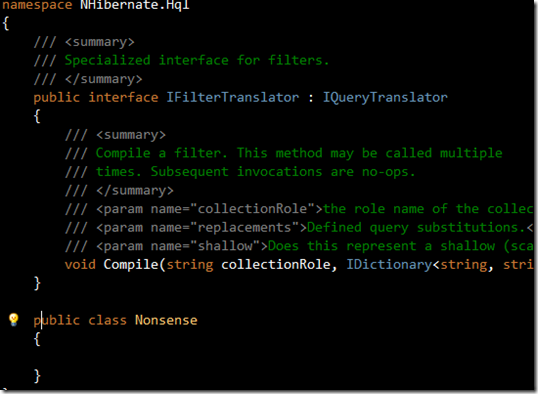 namespace NHibernate.Hql
{
/// <summary>
/// Specialized interface for filters.
/// </summary>
public interface IFilterTranslator : IQueryTranslator
{
/// <summary>
/// Compile a filter. This method may be called multiple
/// times. Subsequent invocations are no-ops.
/// </summary>
/// <param name="collectionRole">the role name of the collec
/// <param name="replacements">Defined query substitutions.<
/// <param name="shallow">Does this represent a shallow (sca
void Compile(string collectionRole, IDictionary<string, stri
}
public class Nonsense
{
}